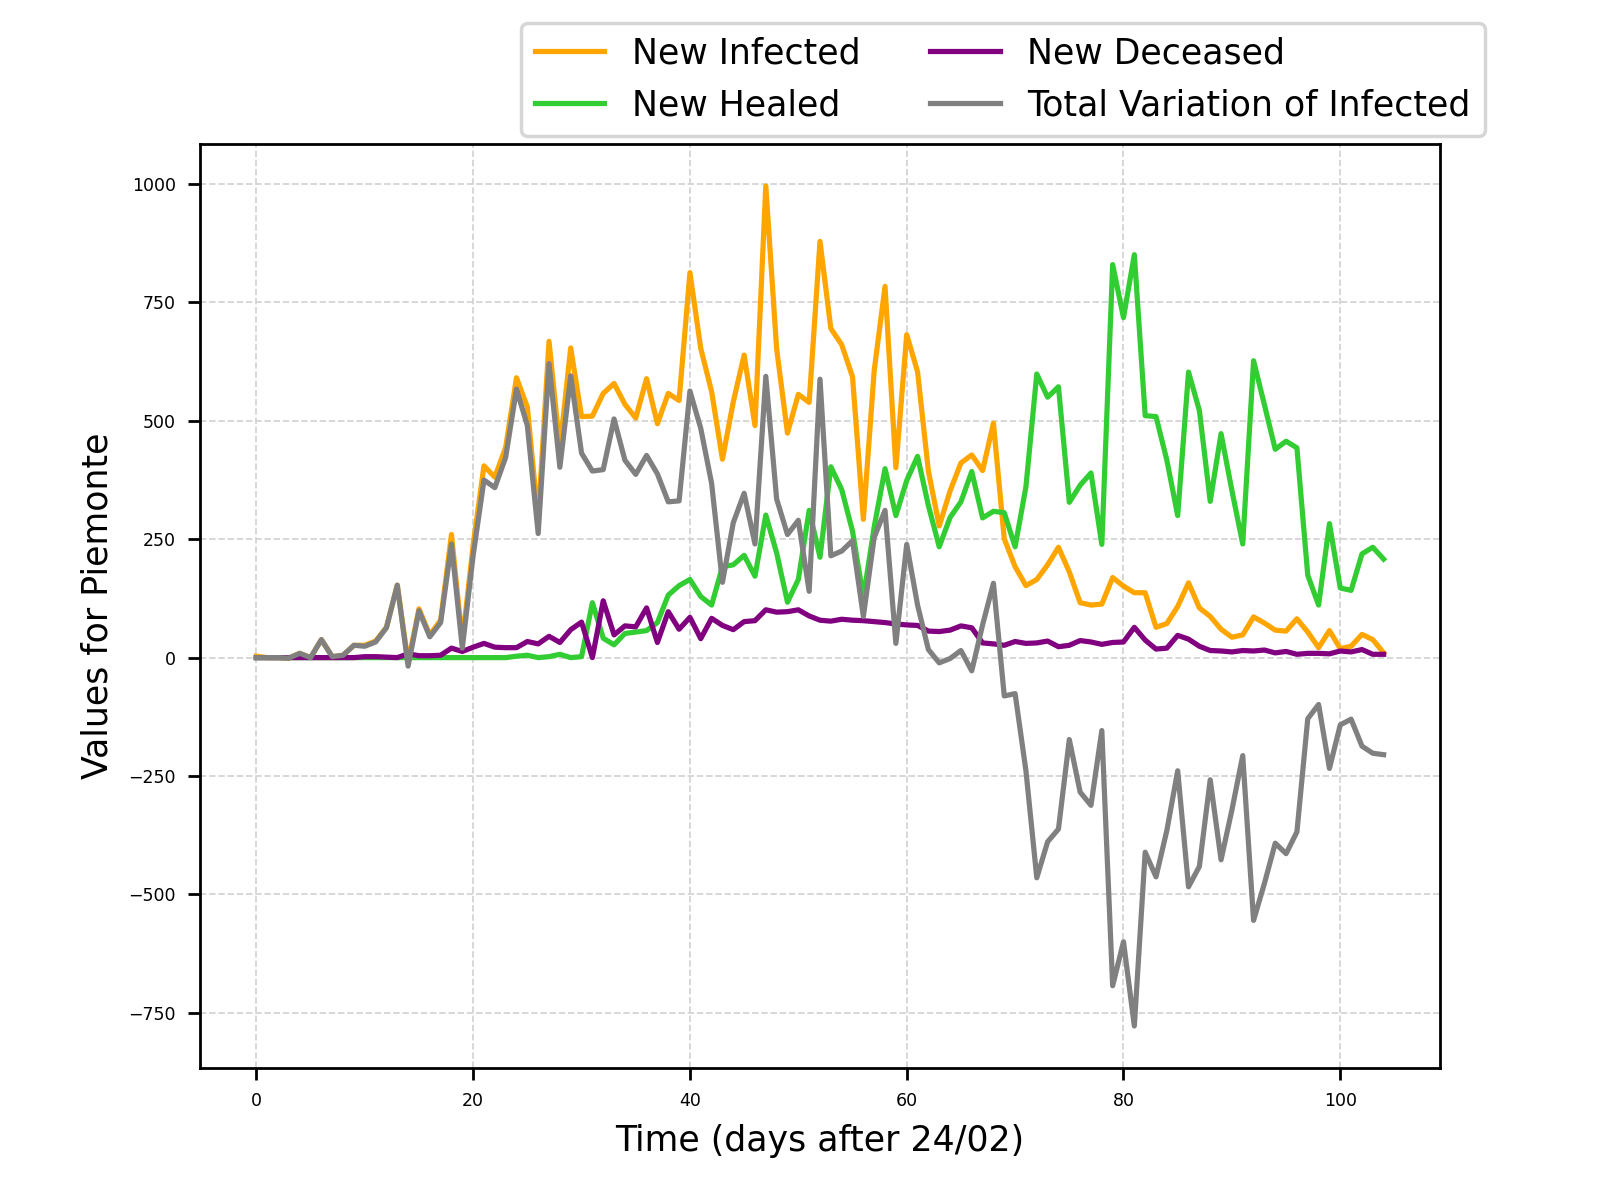 New Infected
New Healed
New Deceased
Total Variation of Infected
1000
750
500
250
0
−250
−500
−750
Values for Piemonte
0 20 40 60 80 100
Time (days after 24/02)